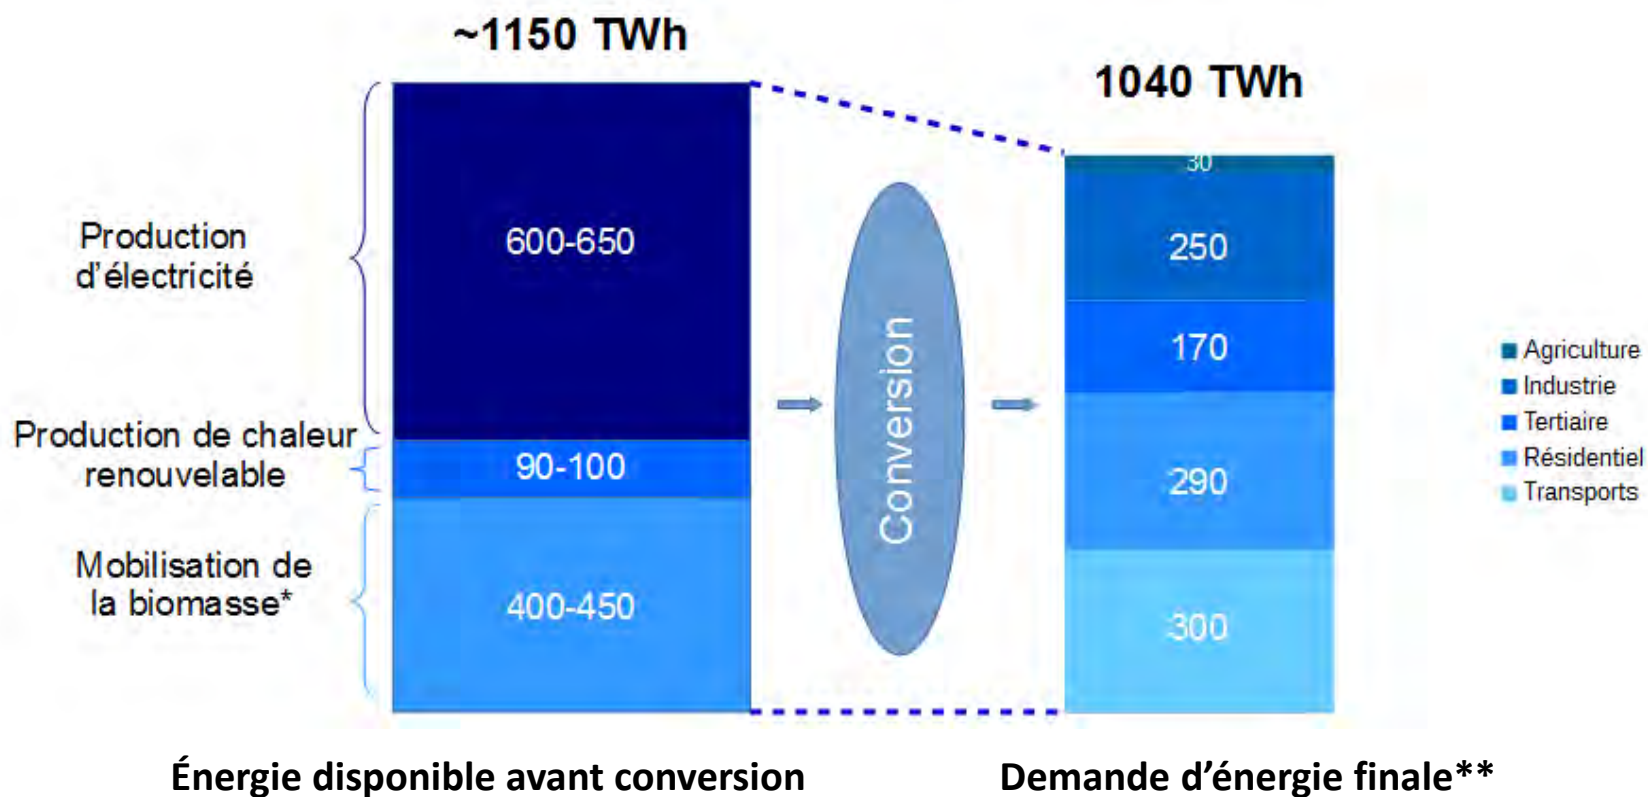 ~1150 TWh
1040 TWh
Production
d’électricité
600-650
Production de chaleur
renouvelable
90-100
Mobilisation de
la biomasse*
400-450
Conversion
30
250
170
290
300
Agriculture
Industrie
Tertiaire
Résidentiel
Transports
Énergie disponible avant conversion
Demande d’énergie finale**